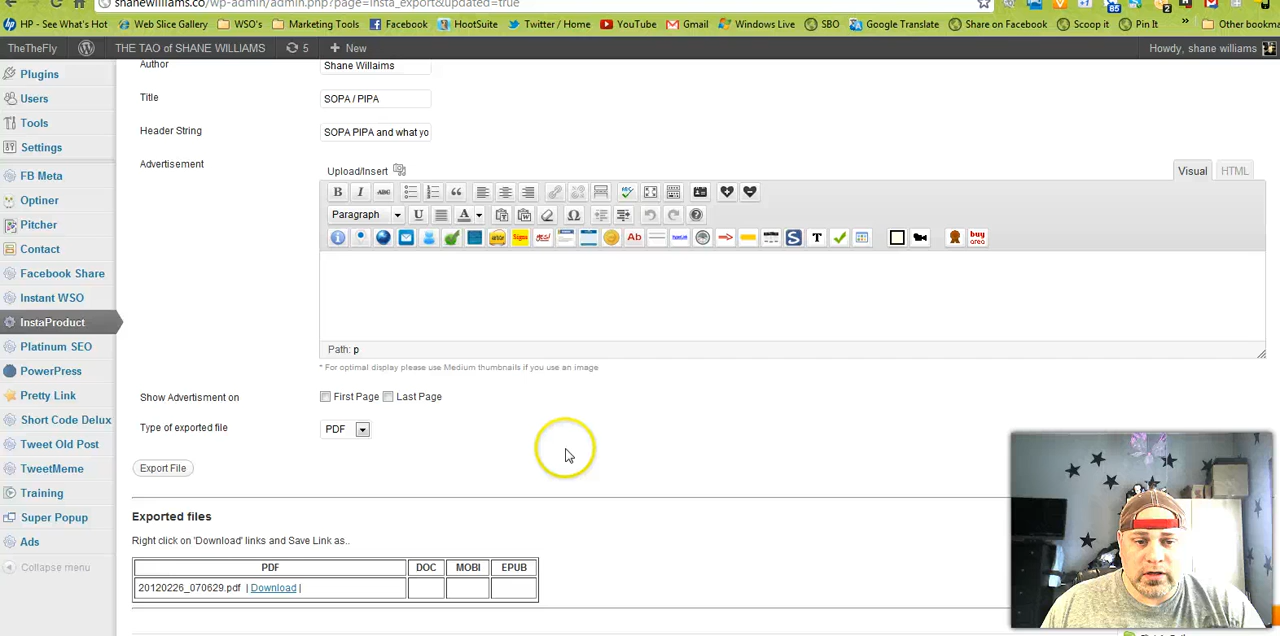 shanewilliams.co/wp-admin/admin.php?page=insta_export&updated=true
HP - See What's Hot Web Slice Gallery WSO's Marketing Tools Facebook HootSuite Twitter / Home YouTube Gmail Windows Live SBO Google Translate Share on Facebook Scoop it Pin It » Other bookma
TheTheFly THE TAO of SHANE WILLIAMS 5 New Howdy, shane williams
Plugins
Users
Tools
Settings
FB Meta
Optiner
Pitcher
Contact
Facebook Share
Instant WSO
InstaProduct
Platinum SEO
PowerPress
Pretty Link
Short Code Delux
Tweet Old Post
TweetMeme
Training
Super Popup
Ads
Collapse menu
Author Shane Willaims
Title SOPA / PIPA
Header String SOPA PIPA and what yo
Advertisement
Upload/Insert Visual HTML
B I ABC
Paragraph U A
Path: p
* For optimal display please use Medium thumbnails if you use an image
Show Advertisment on First Page Last Page
Type of exported file PDF
Export File
Exported files
Right click on 'Download' links and Save Link as..
PDF DOC MOBI EPUB
20120226_070629.pdf | Download |